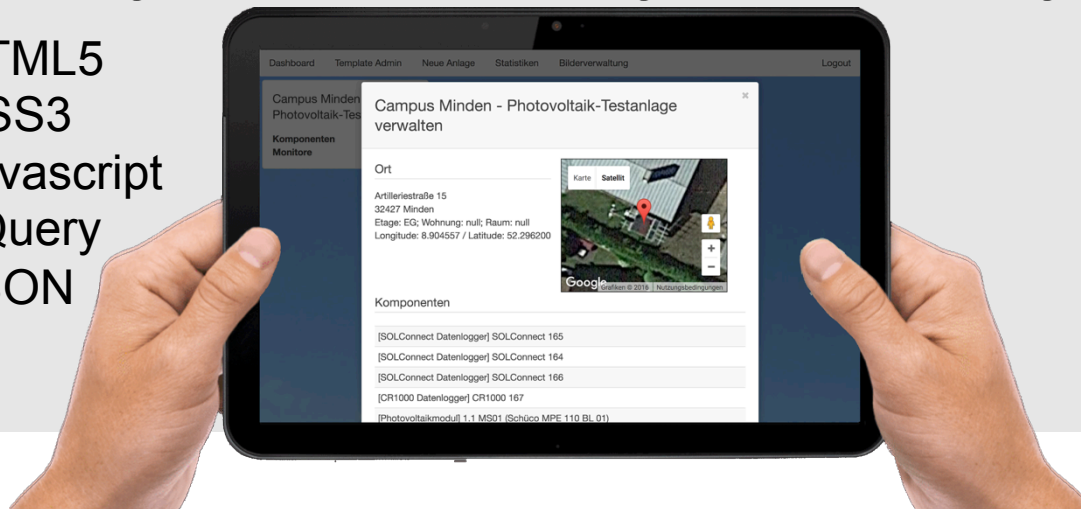 TML5
SS3
vascript
Query
ON
Dashboard Template Admin Neue Anlage Statistiken Bilderverwaltung Logout
Campus Minden
Photovoltaik-Tes
Komponenten
Monitore
Campus Minden - Photovoltaik-Testanlage
verwalten
×
Ort
Artilleriestraße 15
32427 Minden
Etage: EG; Wohnung: null; Raum: null
Longitude: 8.904557 / Latitude: 52.296200
Karte Satellit
+
−
Google
Grafiken © 2018 Nutzungsbedingungen
Komponenten
[SOLConnect Datenlogger] SOLConnect 165
[SOLConnect Datenlogger] SOLConnect 164
[SOLConnect Datenlogger] SOLConnect 166
[CR1000 Datenlogger] CR1000 167
[Photovoltaikmodul] 1.1 MS01 (Schüco MPE 110 BL 01)